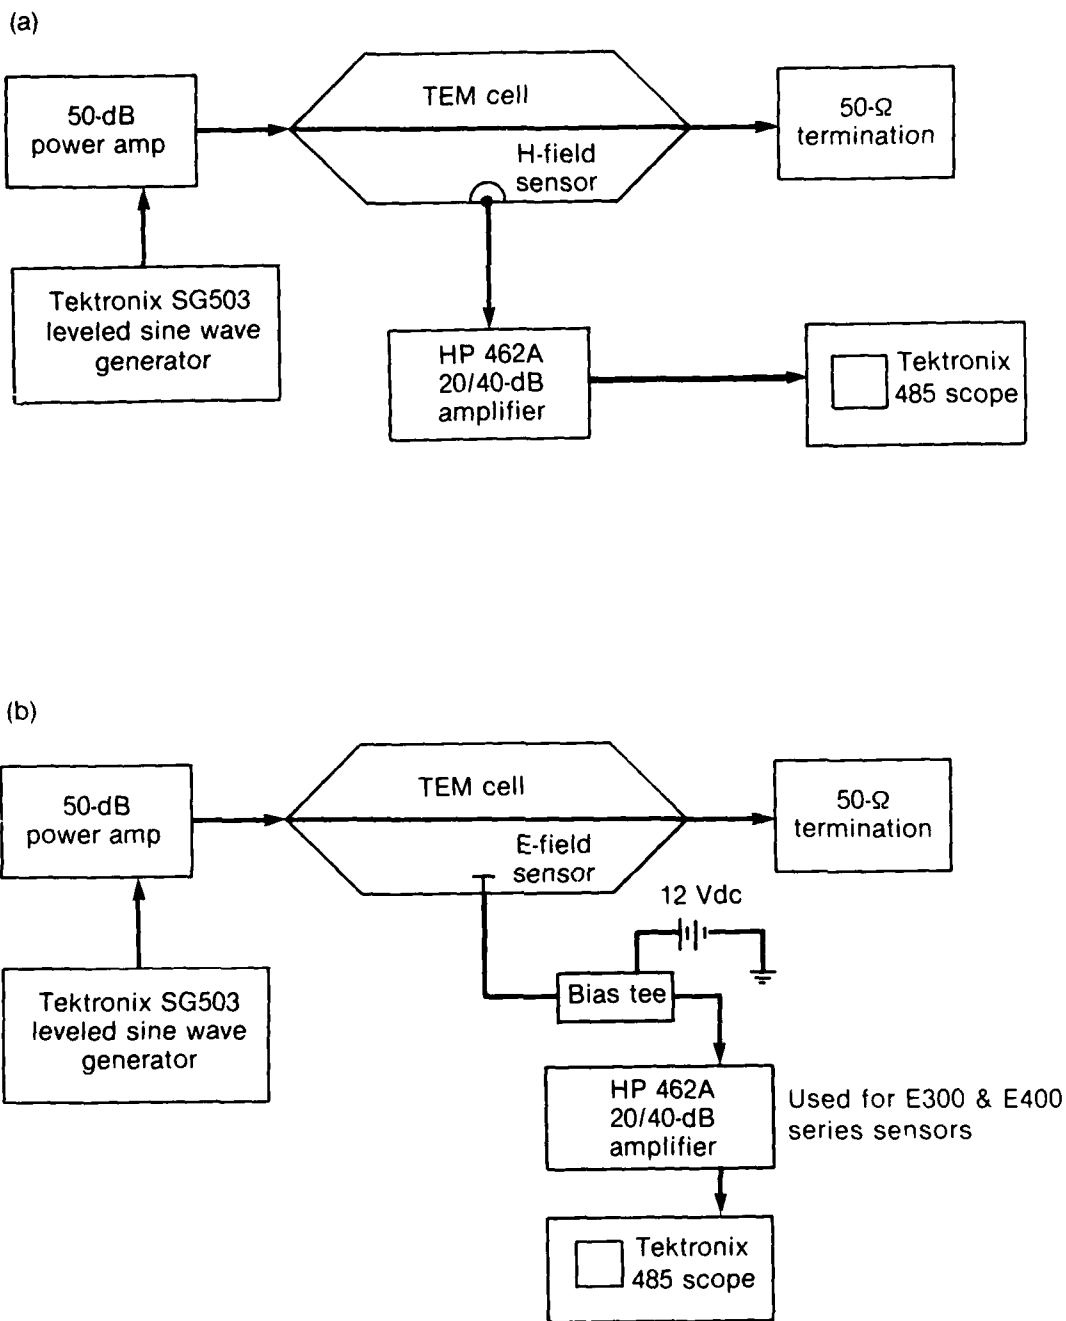 (a)
50-dB
power amp
TEM cell
50-Ω
termination
H-field
sensor
Tektronix SG503
leveled sine wave
generator
HP 462A
20/40-dB
amplifier
Tektronix
485 scope
(b)
50-dB
power amp
TEM cell
50-Ω
termination
E-field
sensor
12 Vdc
Bias tee
Tektronix SG503
leveled sine wave
generator
HP 462A
20/40-dB
amplifier
Used for E300 & E400
series sensors
Tektronix
485 scope